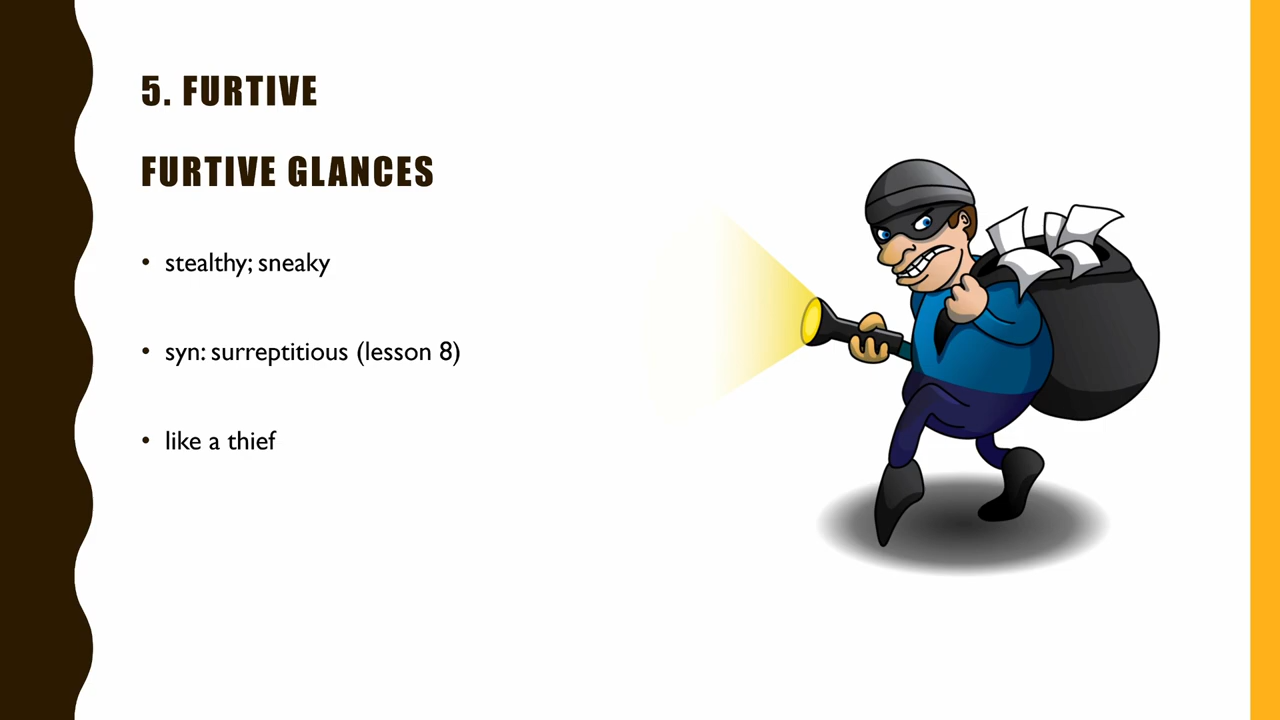 5. FURTIVE
FURTIVE GLANCES
• stealthy; sneaky
• syn: surreptitious (lesson 8)
• like a thief